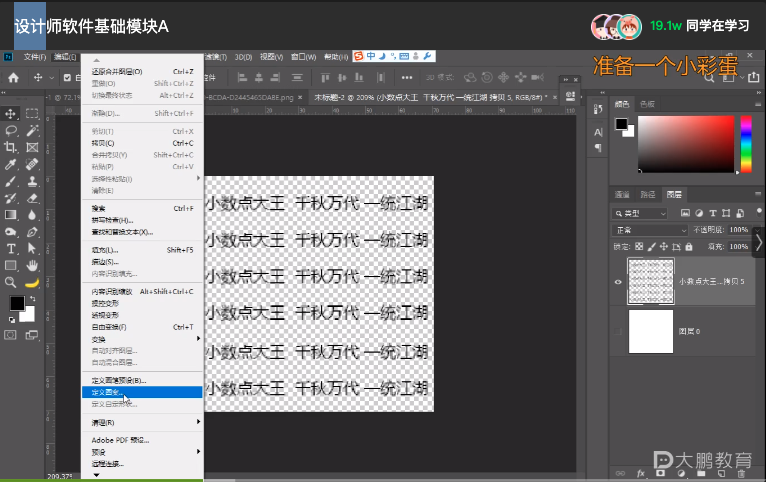 设计师软件基础模块A
19.1w 同学在学习
准备一个小彩蛋
文件(F)
编辑(E)
滤镜(T) 3D(D) 视图(V) 窗口(W) 帮助(H)
中
3D 模式:
未标题-2 @ 209% (小数点大王 千秋万代 一统江湖 拷贝 5, RGB/8#) *
还原合并图层(O) Ctrl+Z
重做(O) Shift+Ctrl+Z
切换最终状态 Alt+Ctrl+Z
渐隐(D)... Shift+Ctrl+F
剪切(T) Ctrl+X
拷贝(C) Ctrl+C
合并拷贝(Y) Shift+Ctrl+C
粘贴(P) Ctrl+V
选择性粘贴(I)
清除(E)
搜索 Ctrl+F
拼写检查(H)...
查找和替换文本(X)...
填充(L)... Shift+F5
描边(S)...
内容识别填充...
内容识别缩放 Alt+Shift+Ctrl+C
操控变形
透视变形
自由变换(F) Ctrl+T
变换
自动对齐图层...
自动混合图层...
定义画笔预设(B)...
定义图案...
定义自定形状...
清理(R)
Adobe PDF 预设...
预设
远程连接...
小数点大王 千秋万代 一统江湖
小数点大王 千秋万代 一统江湖
小数点大王 千秋万代 一统江湖
小数点大王 千秋万代 一统江湖
小数点大王 千秋万代 一统江湖
小数点大王 千秋万代 一统江湖
颜色 色板
通道 路径 图层
类型
正常 不透明度: 100%
锁定: 填充: 100%
小数点大王...拷贝 5
图层 0
大鹏教育
209.37%